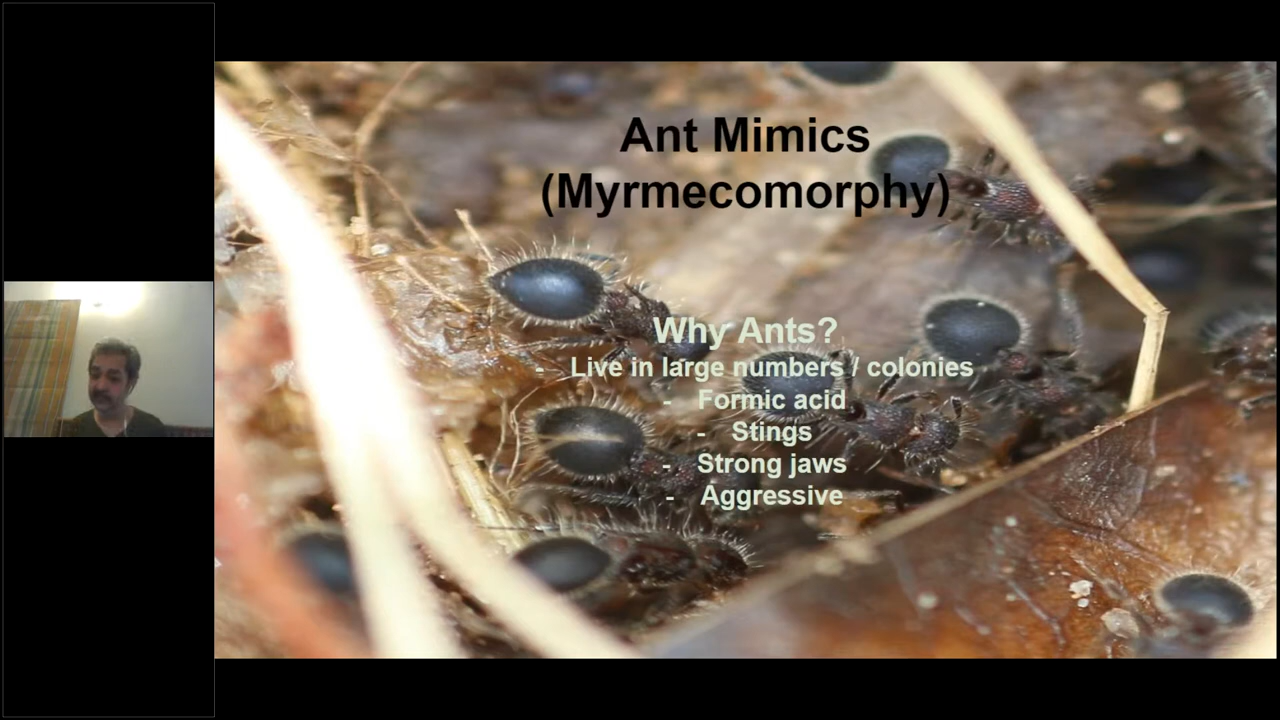 Ant Mimics
(Myrmecomorphy)
Why Ants?
- Live in large numbers / colonies
- Formic acid
- Stings
- Strong jaws
- Aggressive